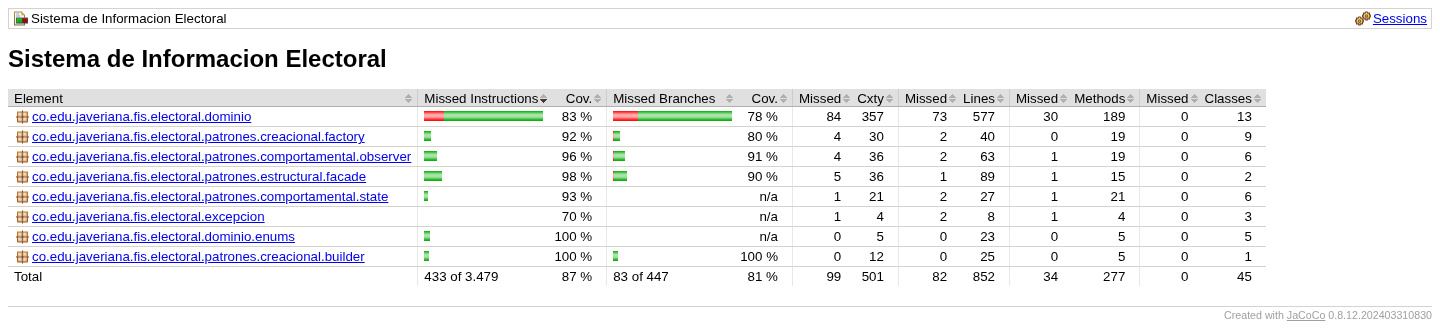 Sistema de Informacion Electoral Sessions
Sistema de Informacion Electoral
Element Missed Instructions Cov. Missed Branches Cov. Missed Cxty Missed Lines Missed Methods Missed Classes
co.edu.javeriana.fis.electoral.dominio 83 % 78 % 84 357 73 577 30 189 0 13
co.edu.javeriana.fis.electoral.patrones.creacional.factory 92 % 80 % 4 30 2 40 0 19 0 9
co.edu.javeriana.fis.electoral.patrones.comportamental.observer 96 % 91 % 4 36 2 63 1 19 0 6
co.edu.javeriana.fis.electoral.patrones.estructural.facade 98 % 90 % 5 36 1 89 1 15 0 2
co.edu.javeriana.fis.electoral.patrones.comportamental.state 93 % n/a 1 21 2 27 1 21 0 6
co.edu.javeriana.fis.electoral.excepcion 70 % n/a 1 4 2 8 1 4 0 3
co.edu.javeriana.fis.electoral.dominio.enums 100 % n/a 0 5 0 23 0 5 0 5
co.edu.javeriana.fis.electoral.patrones.creacional.builder 100 % 100 % 0 12 0 25 0 5 0 1
Total 433 of 3.479 87 % 83 of 447 81 % 99 501 82 852 34 277 0 45
Created with JaCoCo 0.8.12.202403310830